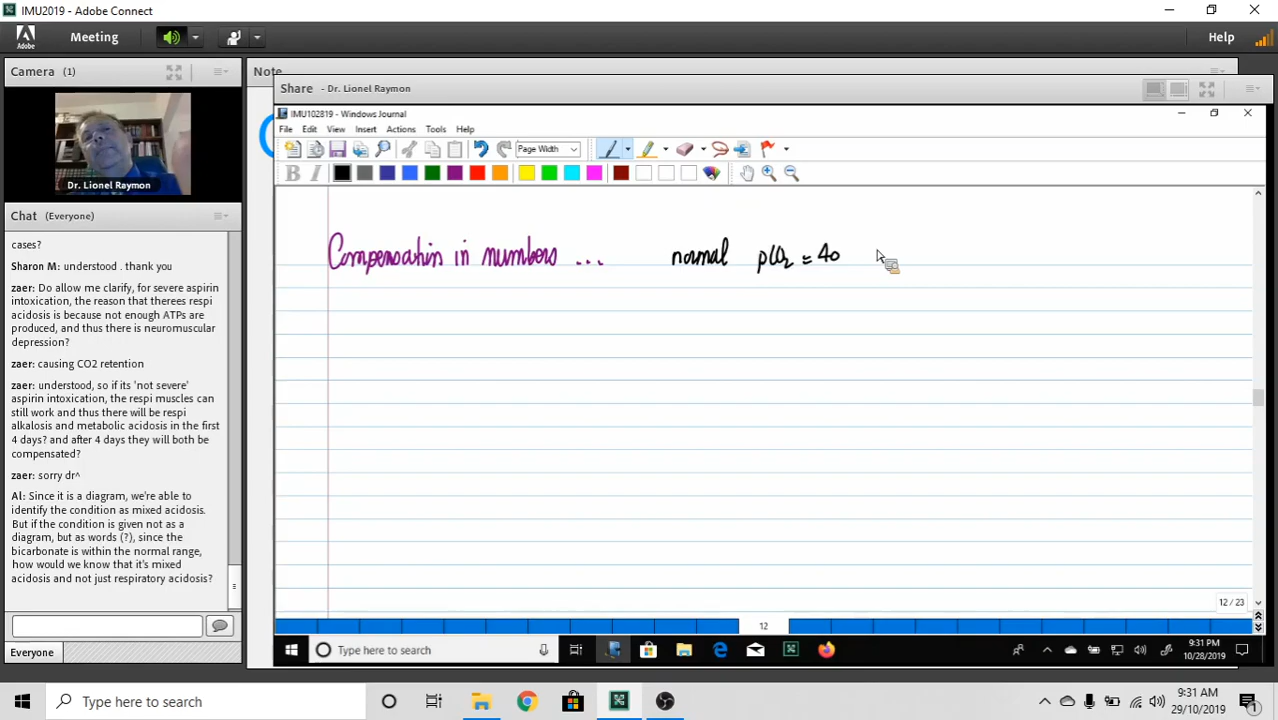 IMU2019 - Adobe Connect
Adobe
Meeting
Help
Camera (1)
Dr. Lionel Raymon
Chat (Everyone)
cases?
Sharon M: understood . thank you
zaer: Do allow me clarify, for severe aspirin
intoxication, the reason that therees respi
acidosis is because not enough ATPs are
produced, and thus there is neuromuscular
depression?
zaer: causing CO2 retention
zaer: understood, so if its 'not severe'
aspirin intoxication, the respi muscles can
still work and thus there will be respi
alkalosis and metabolic acidosis in the first
4 days? and after 4 days they will both be
compensated?
zaer: sorry dr^
Al: Since it is a diagram, we're able to
identify the condition as mixed acidosis.
But if the condition is given not as a
diagram, but as words (?), since the
bicarbonate is within the normal range,
how would we know that it's mixed
acidosis and not just respiratory acidosis?
Everyone
Note
Share - Dr. Lionel Raymon
IMU102819 - Windows Journal
File Edit View Insert Actions Tools Help
Page Width
B I
Compensation in numbers ... normal pCO2 = 40
12 / 23
12
Type here to search
9:31 PM
10/28/2019
Type here to search
9:31 AM
29/10/2019